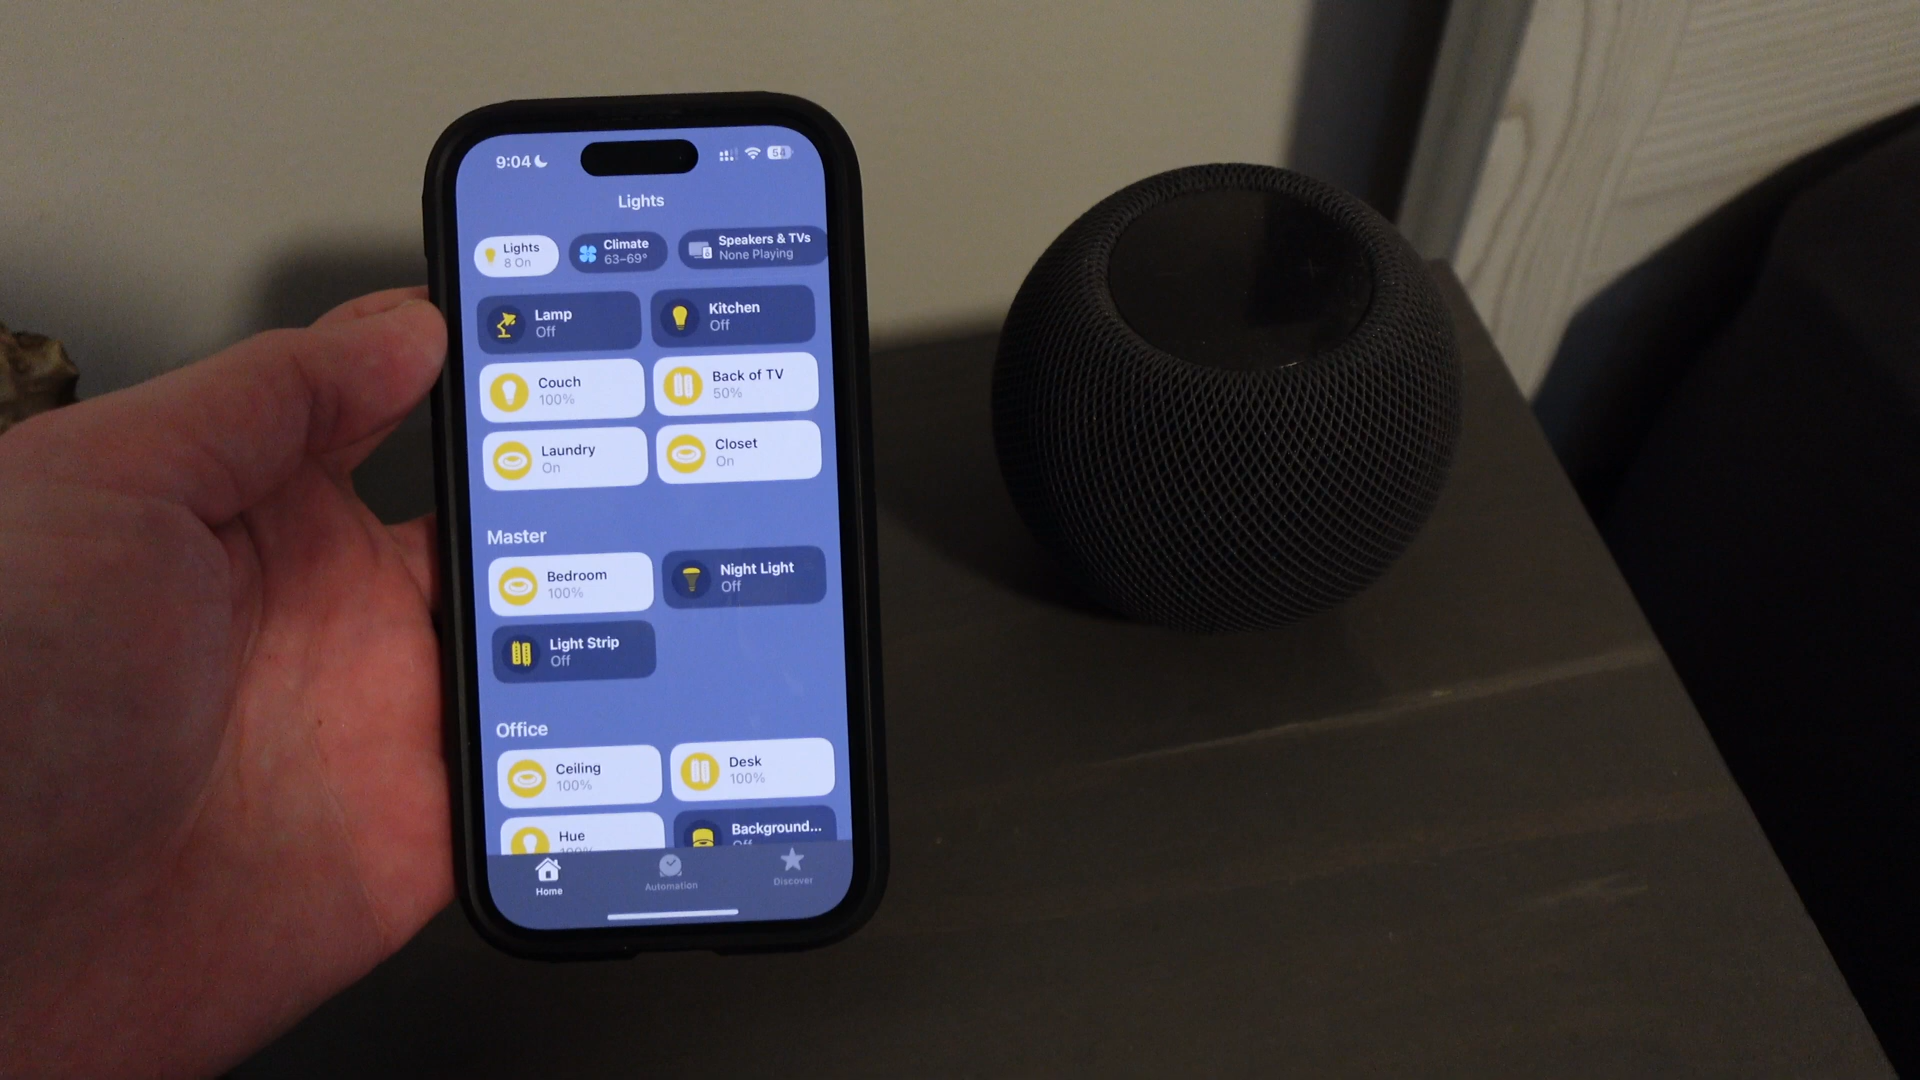 9:04
54
Lights
Lights
8 On
Climate
63–69°
Speakers & TVs
None Playing
Lamp
Off
Kitchen
Off
Couch
100%
Back of TV
50%
Laundry
On
Closet
On
Master
Bedroom
100%
Night Light
Off
Light Strip
Off
Office
Ceiling
100%
Desk
100%
Hue
100%
Background...
Off
Home
Automation
Discover